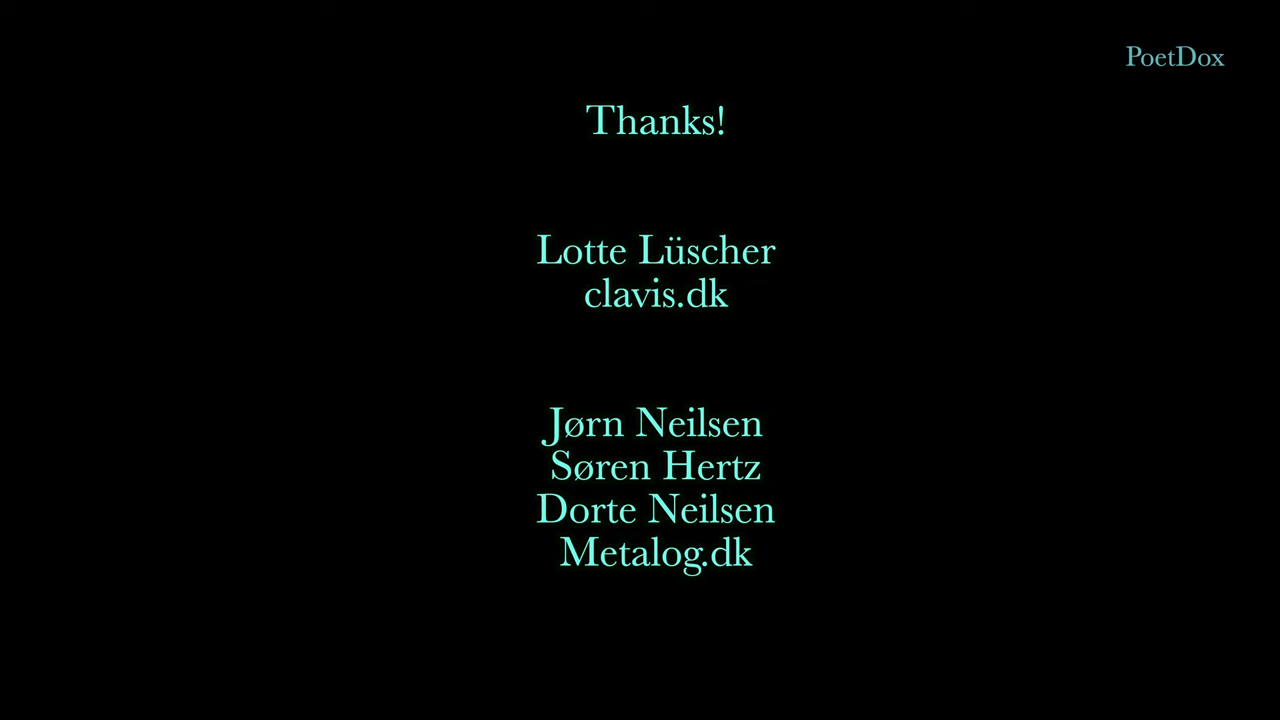 PoetDox
Thanks!
Lotte Lüscher
clavis.dk
Jørn Neilsen
Søren Hertz
Dorte Neilsen
Metalog.dk